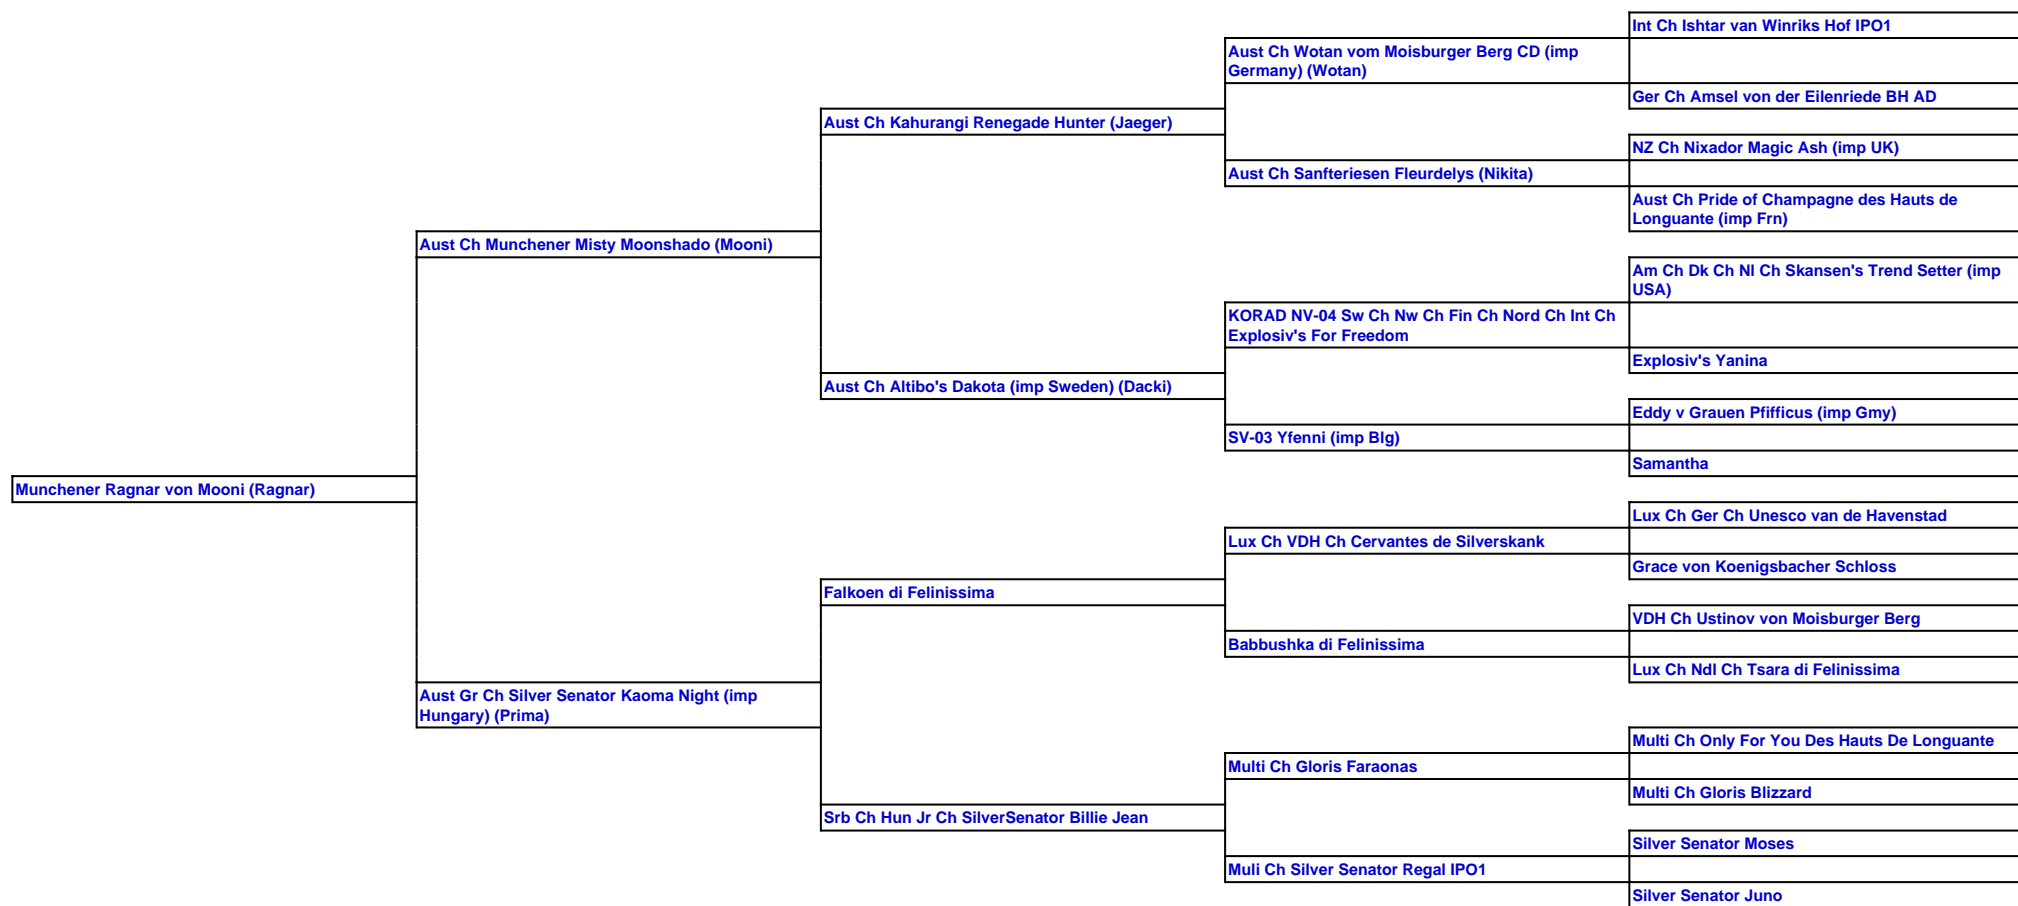 Int Ch Ishtar van Winriks Hof IPO1
Aust Ch Wotan vom Moisburger Berg CD (imp
Germany) (Wotan)
Ger Ch Amsel von der Eilenriede BH AD
Aust Ch Kahurangi Renegade Hunter (Jaeger)
NZ Ch Nixador Magic Ash (imp UK)
Aust Ch Sanfteriesen Fleurdelys (Nikita)
Aust Ch Pride of Champagne des Hauts de
Longuante (imp Frn)
Aust Ch Munchener Misty Moonshado (Mooni)
Am Ch Dk Ch Nl Ch Skansen's Trend Setter (imp
USA)
KORAD NV-04 Sw Ch Nw Ch Fin Ch Nord Ch Int Ch
Explosiv's For Freedom
Explosiv's Yanina
Aust Ch Altibo's Dakota (imp Sweden) (Dacki)
Eddy v Grauen Pfifficus (imp Gmy)
SV-03 Yfenni (imp Blg)
Samantha
Munchener Ragnar von Mooni (Ragnar)
Lux Ch Ger Ch Unesco van de Havenstad
Lux Ch VDH Ch Cervantes de Silverskank
Grace von Koenigsbacher Schloss
Falkoen di Felinissima
VDH Ch Ustinov von Moisburger Berg
Babbushka di Felinissima
Lux Ch Ndl Ch Tsara di Felinissima
Aust Gr Ch Silver Senator Kaoma Night (imp
Hungary) (Prima)
Multi Ch Only For You Des Hauts De Longuante
Multi Ch Gloris Faraonas
Multi Ch Gloris Blizzard
Srb Ch Hun Jr Ch SilverSenator Billie Jean
Silver Senator Moses
Muli Ch Silver Senator Regal IPO1
Silver Senator Juno